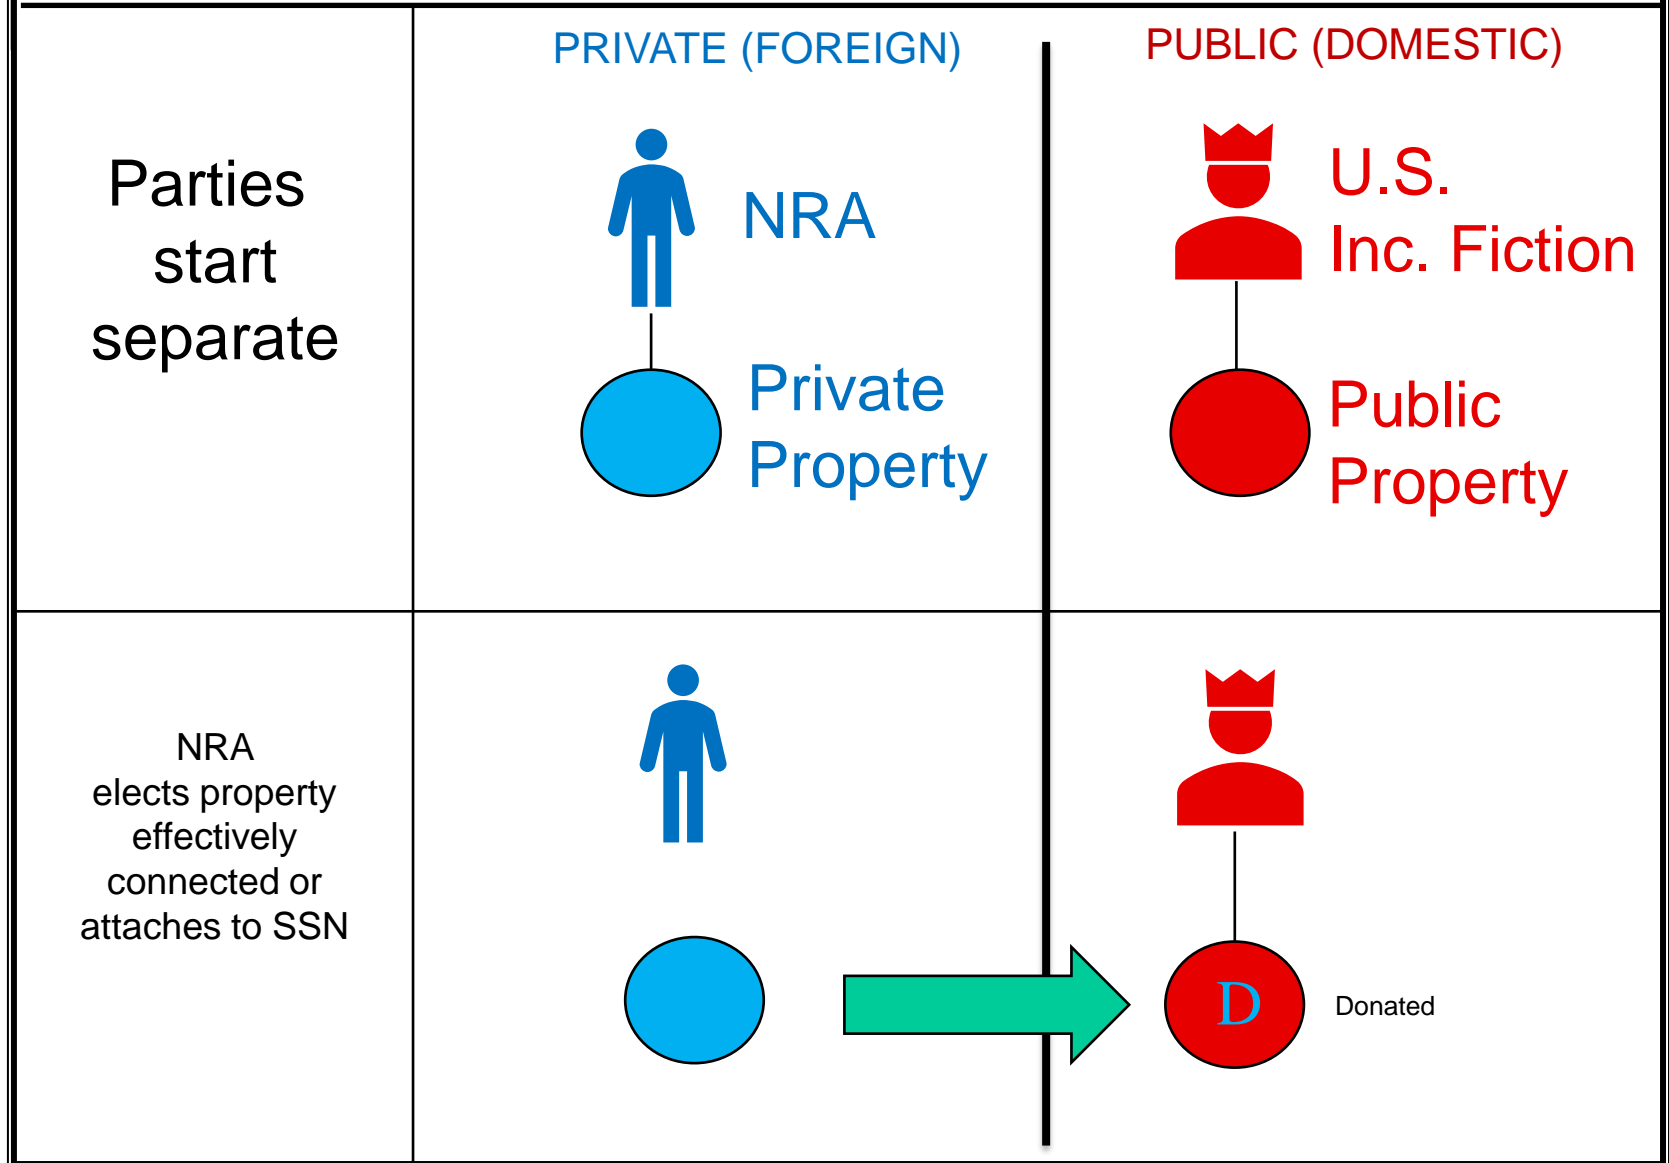 PRIVATE (FOREIGN)
PUBLIC (DOMESTIC)
Parties
start
separate
NRA
U.S.
Inc. Fiction
Private
Property
Public
Property
NRA
elects property
effectively
connected or
attaches to SSN
D
Donated